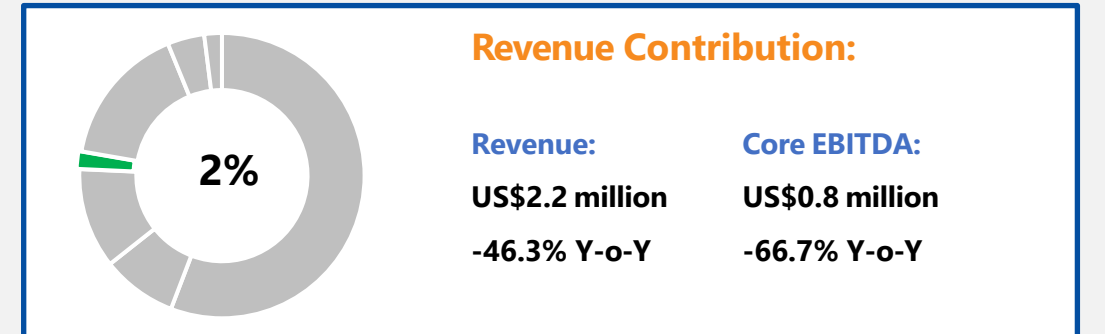 Revenue Contribution:
2%
Revenue: Core EBITDA:
US$2.2 million US$0.8 million
-46.3% Y-o-Y -66.7% Y-o-Y